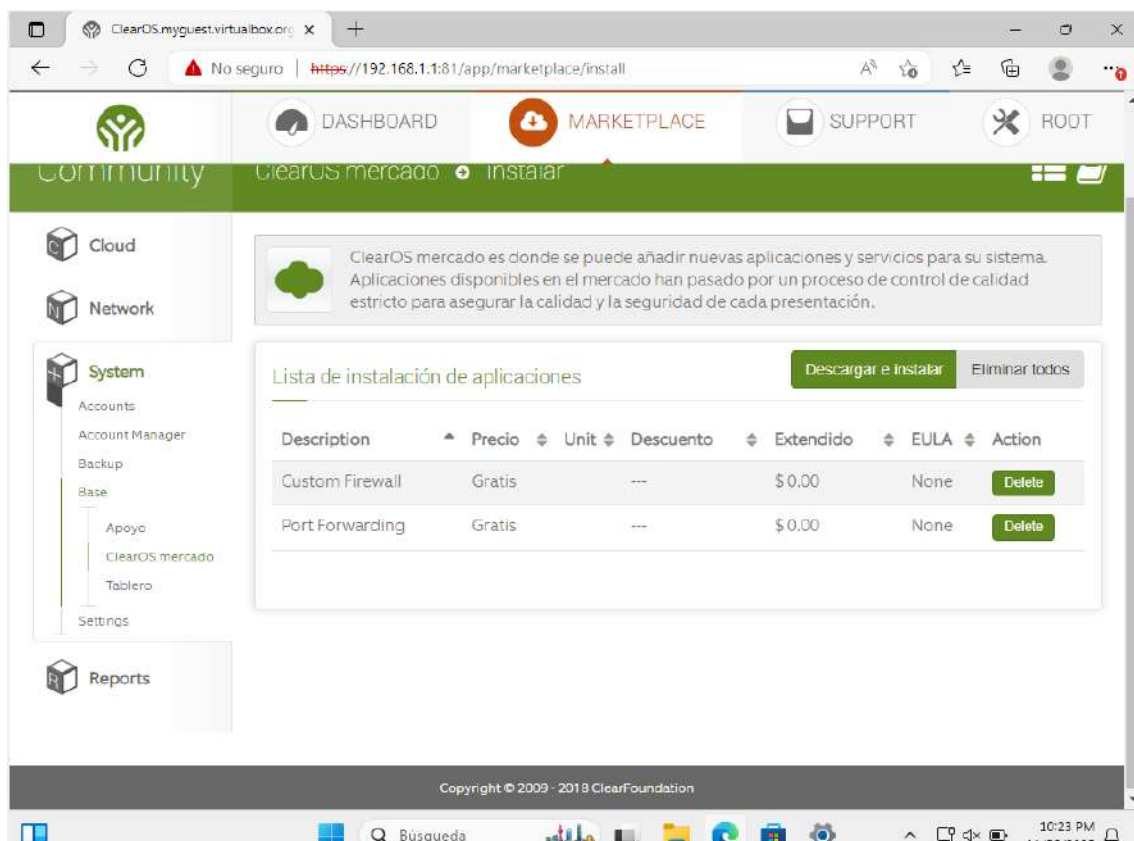 ClearOS.myguest.virtualbox.org
No seguro | https://192.168.1.1:81/app/marketplace/install
DASHBOARD MARKETPLACE SUPPORT ROOT
Community ClearOS mercado Instalar
Cloud
Network
System
Accounts
Account Manager
Backup
Base
Apoyo
ClearOS mercado
Tablero
Settings
Reports
ClearOS mercado es donde se puede añadir nuevas aplicaciones y servicios para su sistema.
Aplicaciones disponibles en el mercado han pasado por un proceso de control de calidad
estricto para asegurar la calidad y la seguridad de cada presentación.
Lista de instalación de aplicaciones Descargar e instalar Eliminar todos
Description Precio Unit Descuento Extendido EULA Action
Custom Firewall Gratis --- $ 0.00 None Delete
Port Forwarding Gratis --- $ 0.00 None Delete
Copyright © 2009 - 2018 ClearFoundation
Búsqueda 10:23 PM